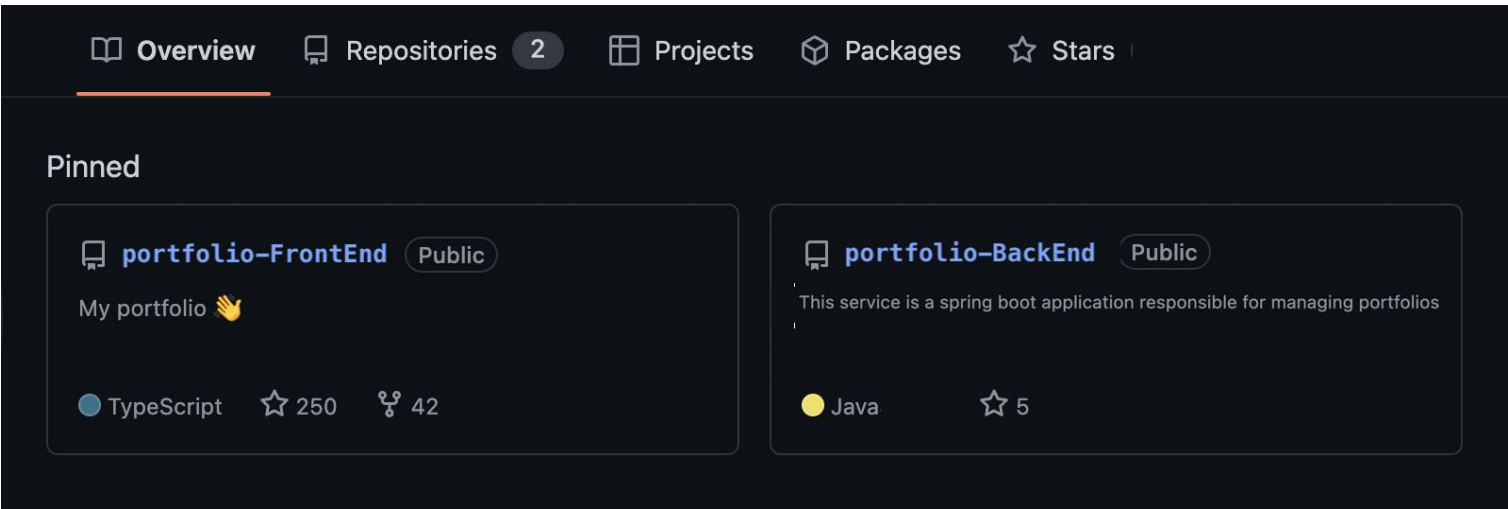 Overview Repositories 2 Projects Packages Stars
Pinned
portfolio-FrontEnd Public
My portfolio 👋
TypeScript 250 42
portfolio-BackEnd Public
This service is a spring boot application responsible for managing portfolios
Java 5